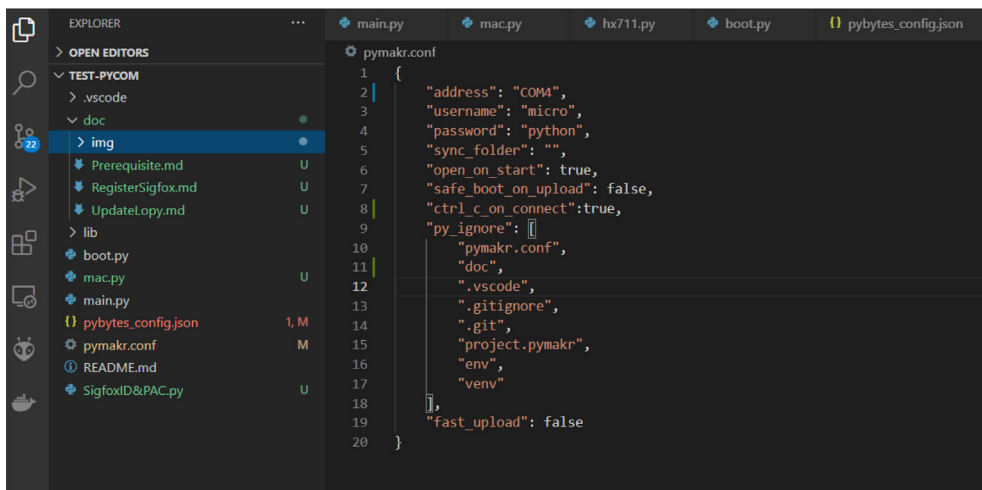 EXPLORER
OPEN EDITORS
TEST-PYCOM
.vscode
doc
img
Prerequisite.md U
RegisterSigfox.md U
UpdateLopy.md U
lib
boot.py
mac.py U
main.py
{} pybytes_config.json 1, M
pymakr.conf M
README.md
SigfoxID&PAC.py U
22
main.py mac.py hx711.py boot.py {} pybytes_config.json
pymakr.conf
1 {
2 "address": "COM4",
3 "username": "micro",
4 "password": "python",
5 "sync_folder": "",
6 "open_on_start": true,
7 "safe_boot_on_upload": false,
8 "ctrl_c_on_connect":true,
9 "py_ignore": [
10 "pymakr.conf",
11 "doc",
12 ".vscode",
13 ".gitignore",
14 ".git",
15 "project.pymakr",
16 "env",
17 "venv"
18 ],
19 "fast_upload": false
20 }